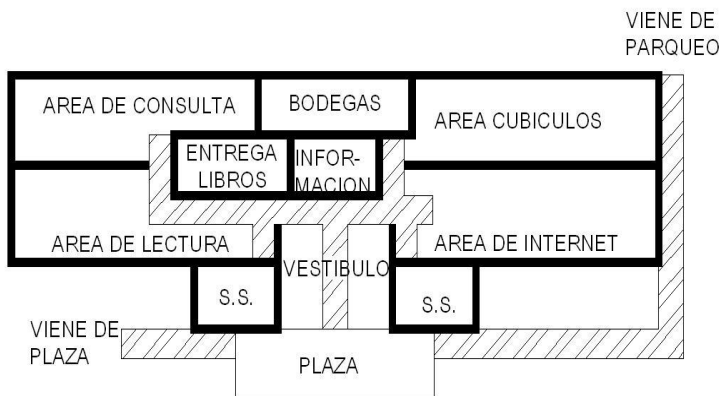 VIENE DE
PARQUEO
AREA DE CONSULTA
BODEGAS
AREA CUBICULOS
ENTREGA
LIBROS
INFOR-
MACION
AREA DE LECTURA
VESTIBULO
AREA DE INTERNET
S.S.
S.S.
VIENE DE
PLAZA
PLAZA